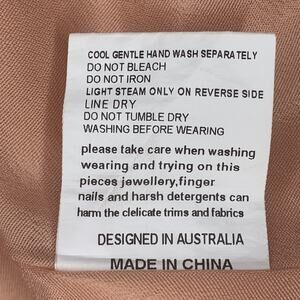 COOL GENTLE HAND WASH SEPARATELY
DO NOT BLEACH
DO NOT IRON
LIGHT STEAM ONLY ON REVERSE SIDE
LINE DRY
DO NOT TUMBLE DRY
WASHING BEFORE WEARING
please take care when washing
wearing and trying on this
pieces jewellery,finger
nails and harsh detergents can
harm the clelicate trims and fabrics
DESIGNED IN AUSTRALIA
MADE IN CHINA